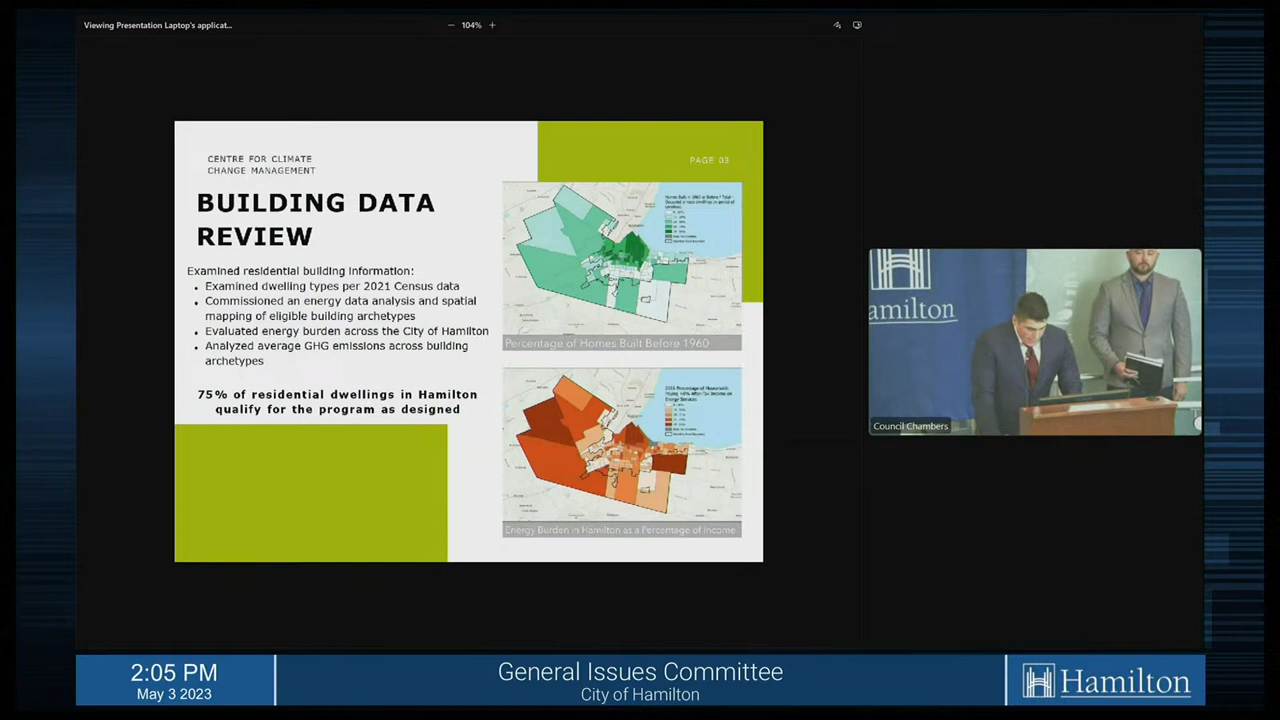 Viewing Presentation Laptop's applicat...
— 104% +
CENTRE FOR CLIMATE
CHANGE MANAGEMENT
PAGE 03
BUILDING DATA
REVIEW
Examined residential building information:
• Examined dwelling types per 2021 Census data
• Commissioned an energy data analysis and spatial
mapping of eligible building archetypes
• Evaluated energy burden across the City of Hamilton
• Analyzed average GHG emissions across building
archetypes
75% of residential dwellings in Hamilton
qualify for the program as designed
Percentage of Homes Built Before 1960
Energy Burden in Hamilton as a Percentage of Income
amilton
Council Chambers
2:05 PM
May 3 2023
General Issues Committee
City of Hamilton
Hamilton